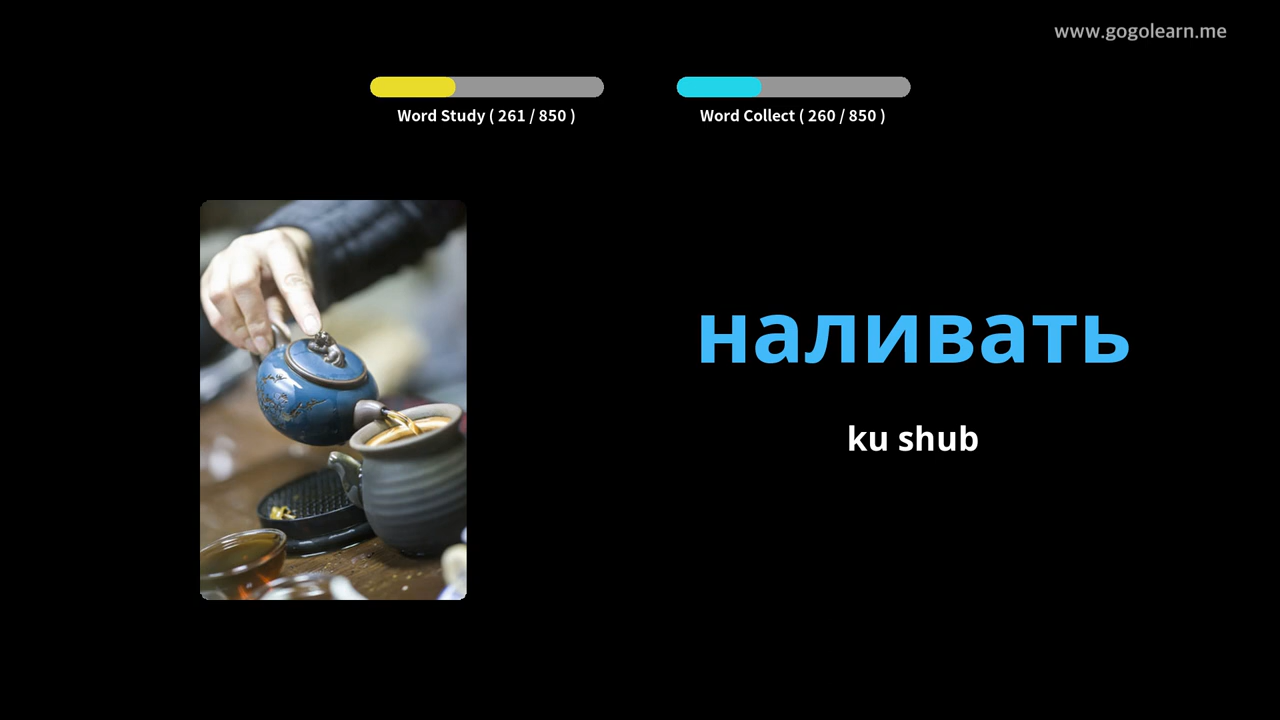 www.gogolearn.me
Word Study ( 261 / 850 )
Word Collect ( 260 / 850 )
наливать
ku shub